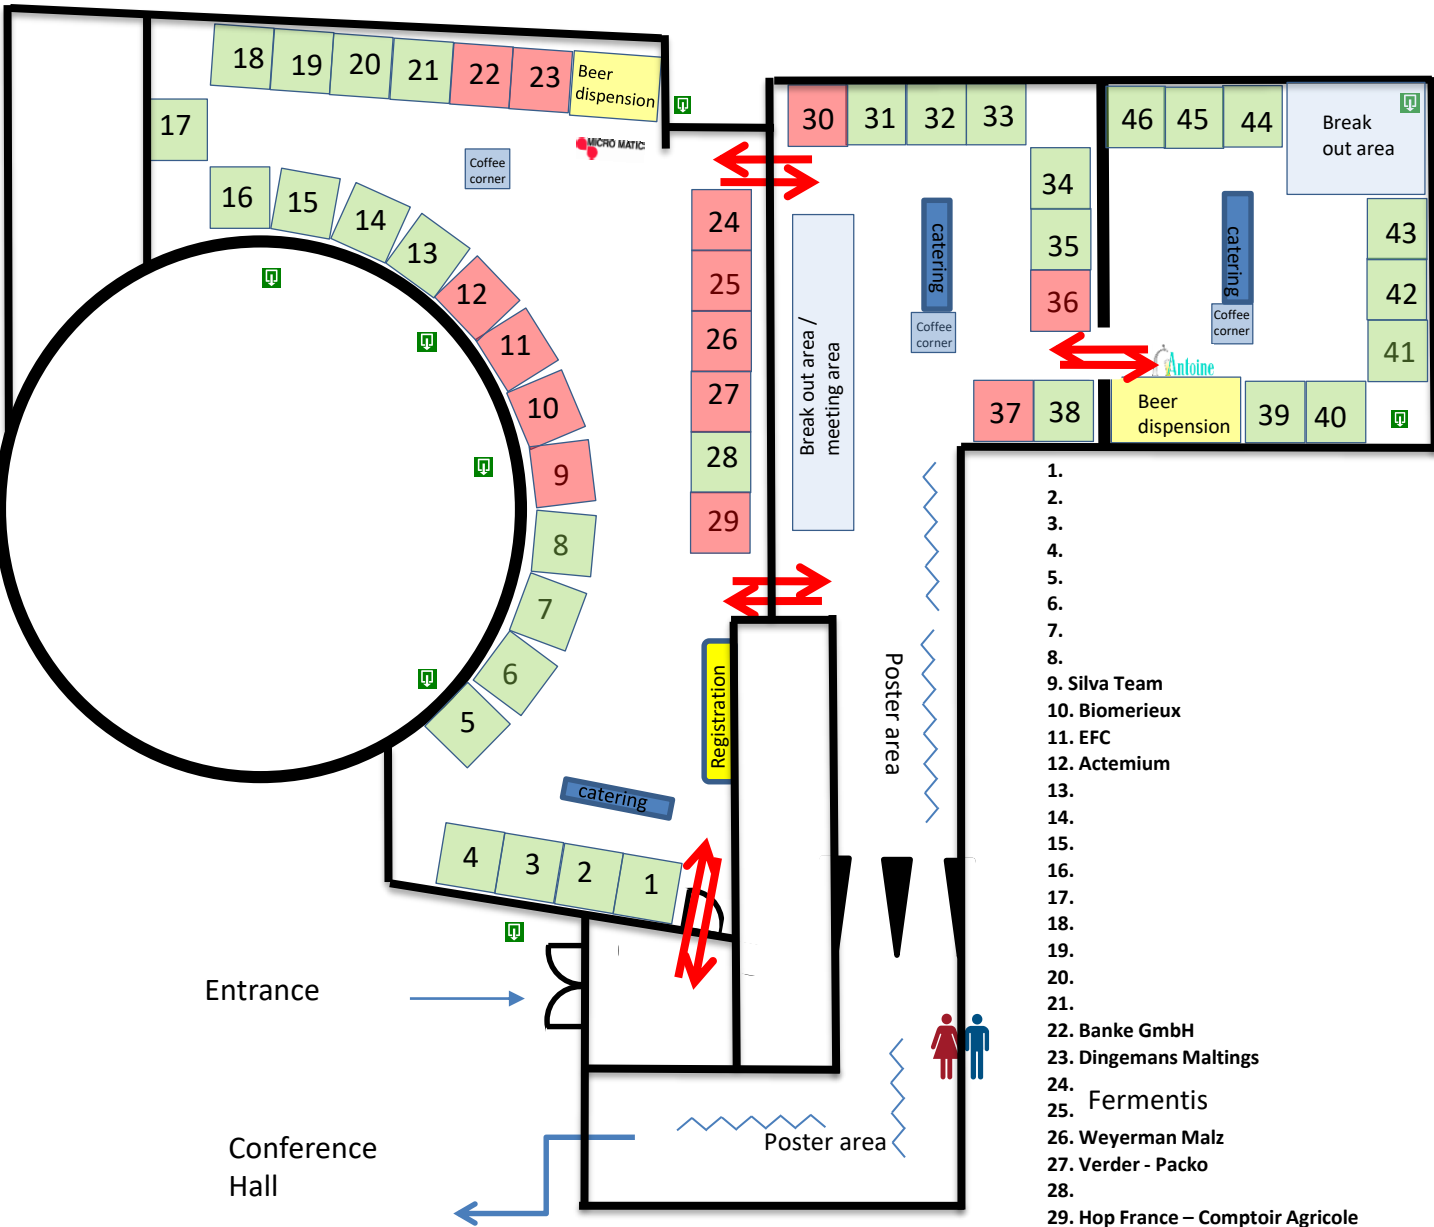 18
19
20
21
22
23
Beer
dispension
17
MICRO MATIC
Coffee
corner
16
15
14
13
12
11
10
9
8
7
6
5
24
25
26
27
28
29
30
31
32
33
34
35
36
37
38
Break out area /
meeting area
catering
Coffee
corner
46
45
44
Break
out area
43
42
41
catering
Coffee
corner
Antoine
Beer
dispension
39
40
Registration
Poster area
catering
4
3
2
1
Entrance
Conference
Hall
Poster area
1.
2.
3.
4.
5.
6.
7.
8.
9. Silva Team
10. Biomerieux
11. EFC
12. Actemium
13.
14.
15.
16.
17.
18.
19.
20.
21.
22. Banke GmbH
23. Dingemans Maltings
24.
25.
Fermentis
26. Weyerman Malz
27. Verder - Packo
28.
29. Hop France – Comptoir Agricole